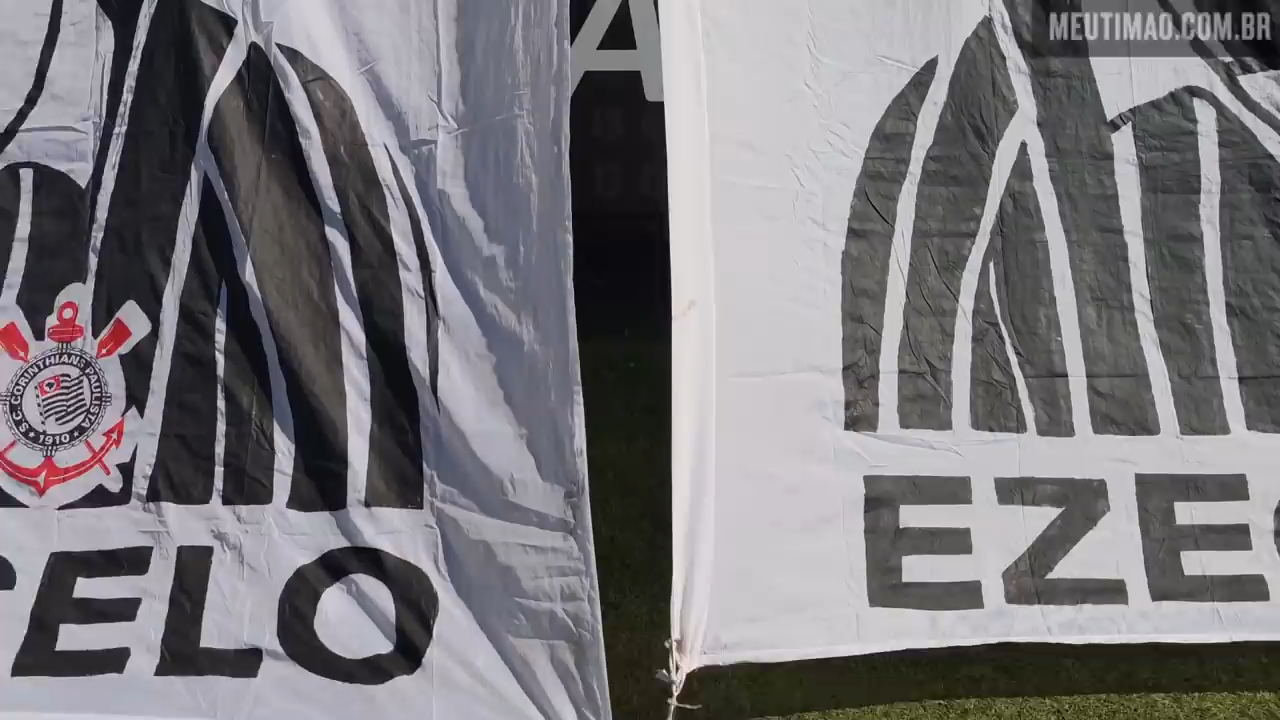 MEUTIMAO.COM.BR
S.C. CORINTHIANS PAULISTA
1910
ELO
EZE